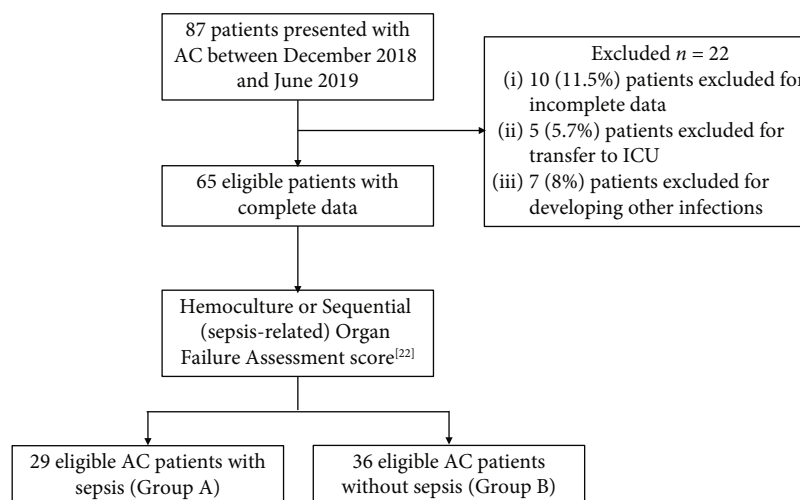 87 patients presented with
AC between December 2018
and June 2019
Excluded n = 22
(i) 10 (11.5%) patients excluded for
incomplete data
(ii) 5 (5.7%) patients excluded for
transfer to ICU
(iii) 7 (8%) patients excluded for
developing other infections
65 eligible patients with
complete data
Hemoculture or Sequential
(sepsis-related) Organ
Failure Assessment score[22]
29 eligible AC patients with
sepsis (Group A)
36 eligible AC patients
without sepsis (Group B)